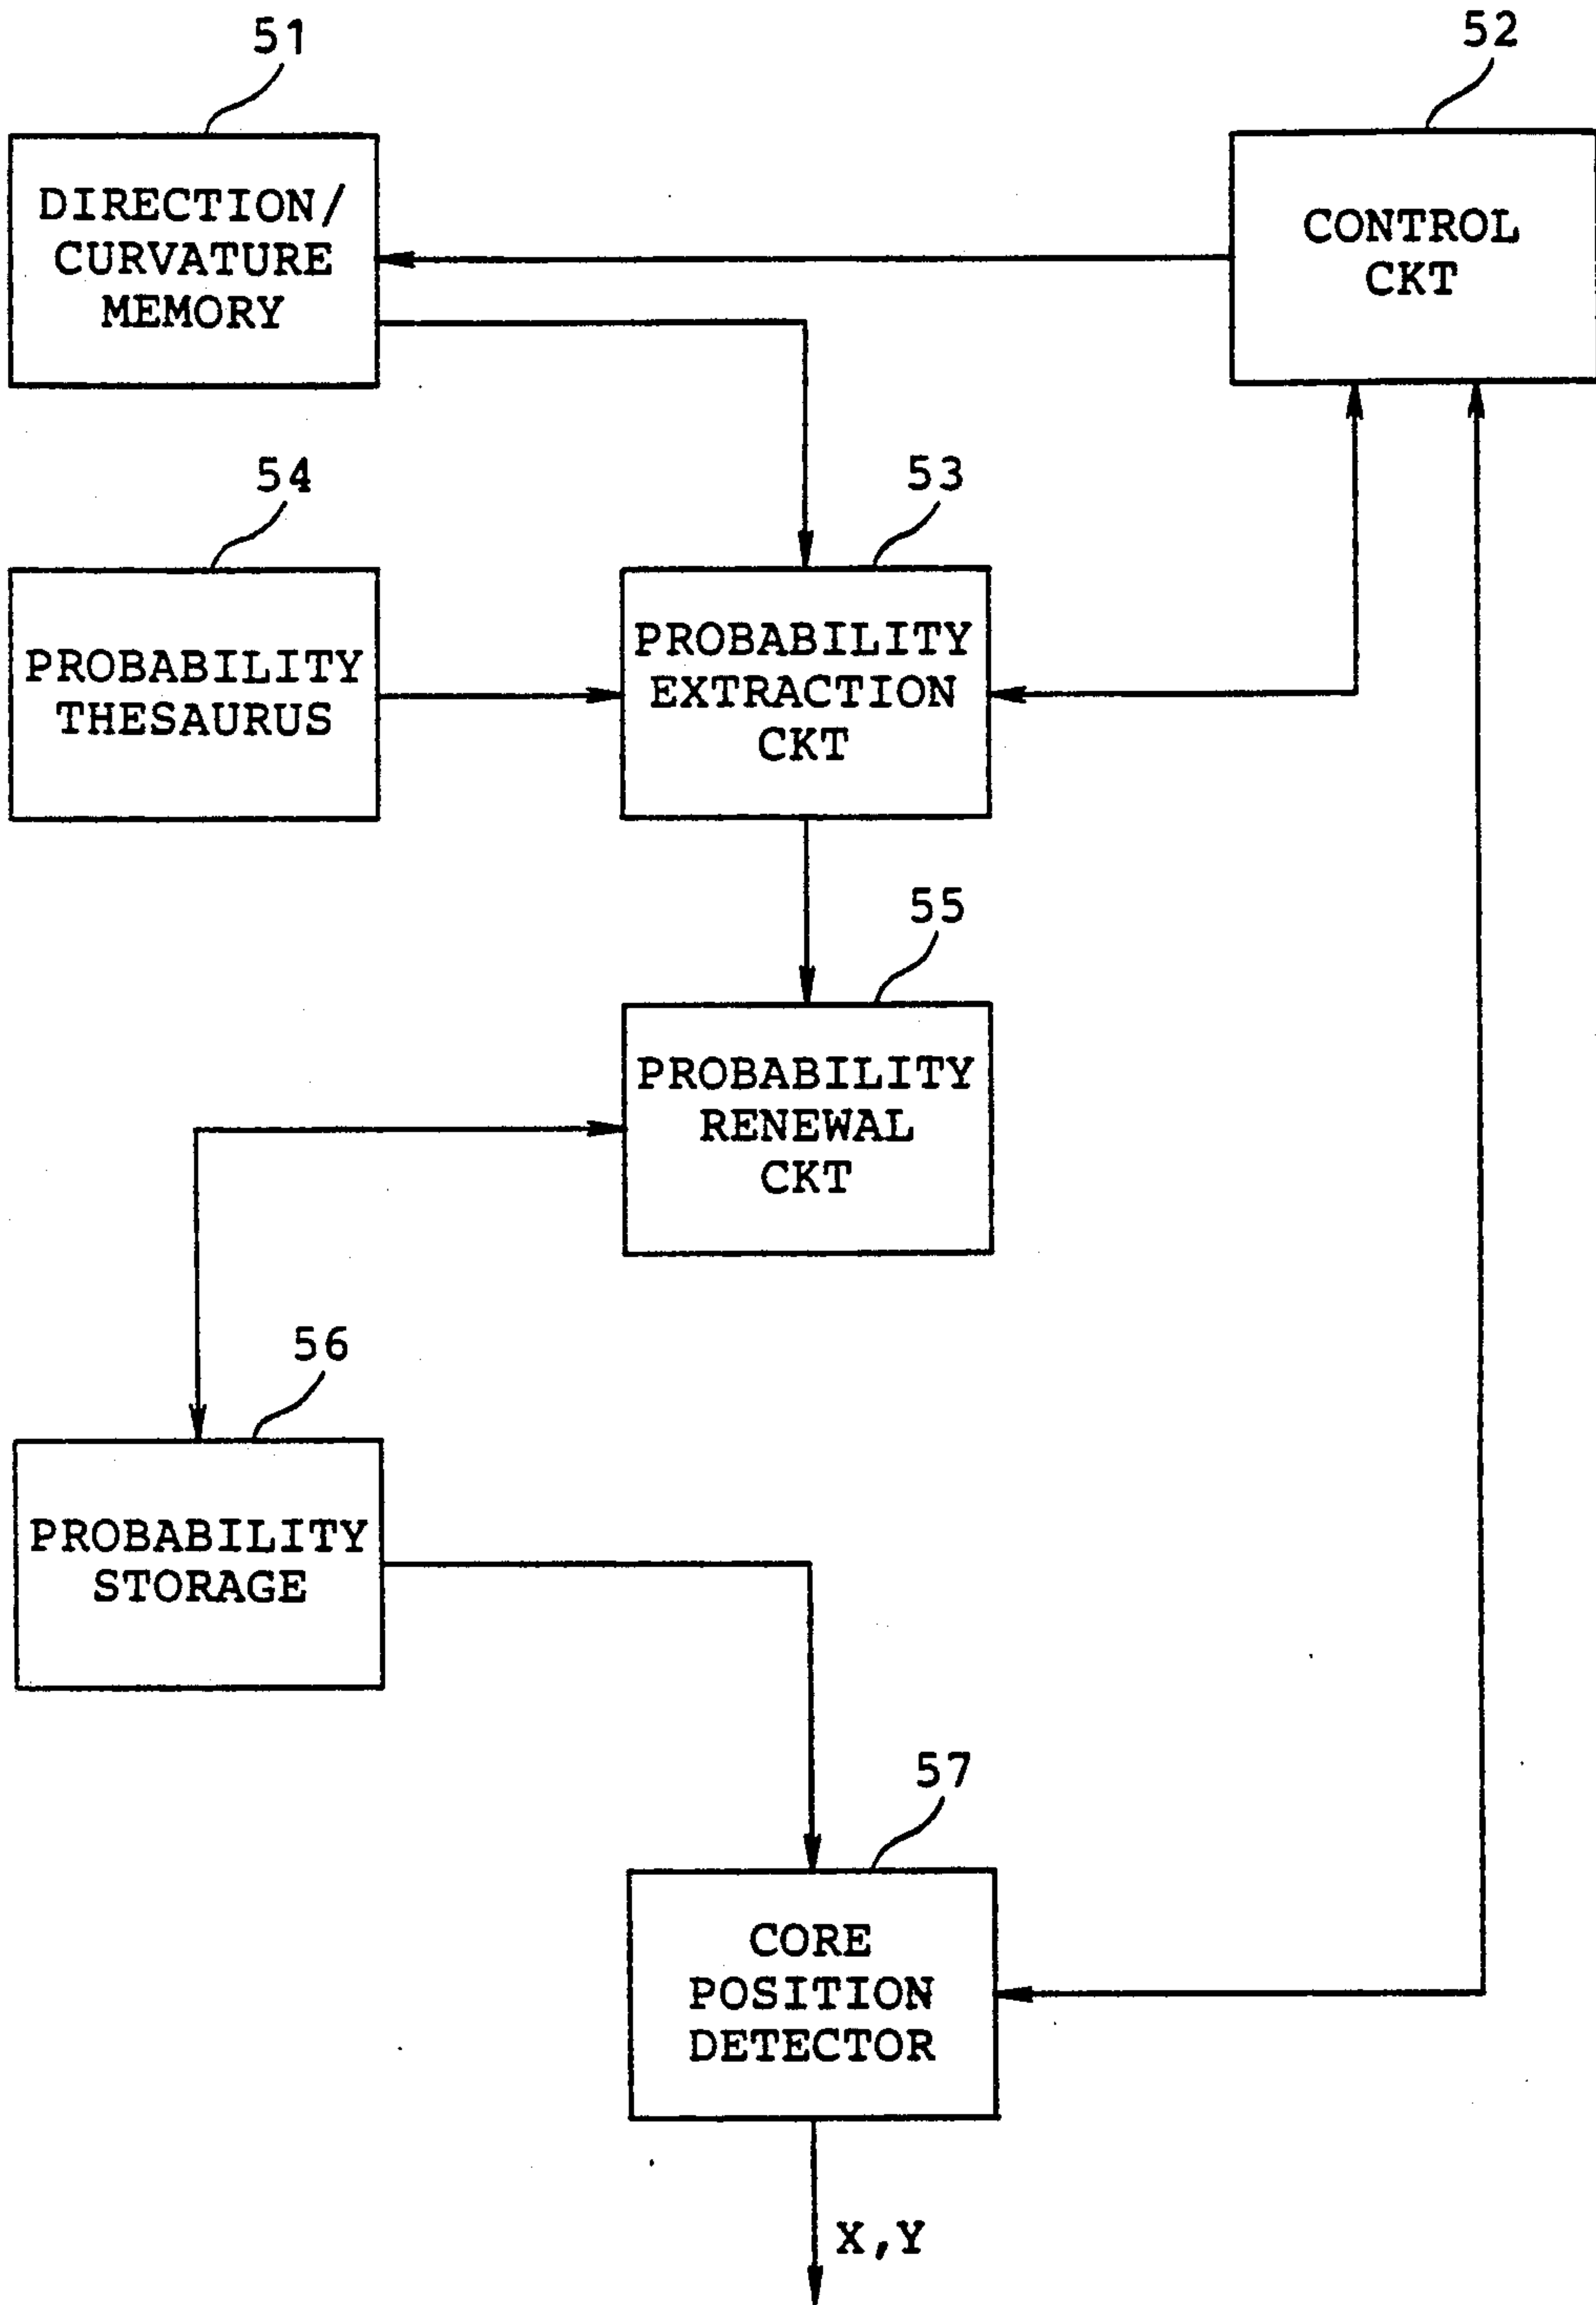 51
52
DIRECTION/
CURVATURE
MEMORY
CONTROL
CKT
54
53
PROBABILITY
THESAURUS
PROBABILITY
EXTRACTION
CKT
55
PROBABILITY
RENEWAL
CKT
56
PROBABILITY
STORAGE
57
CORE
POSITION
DETECTOR
X,Y